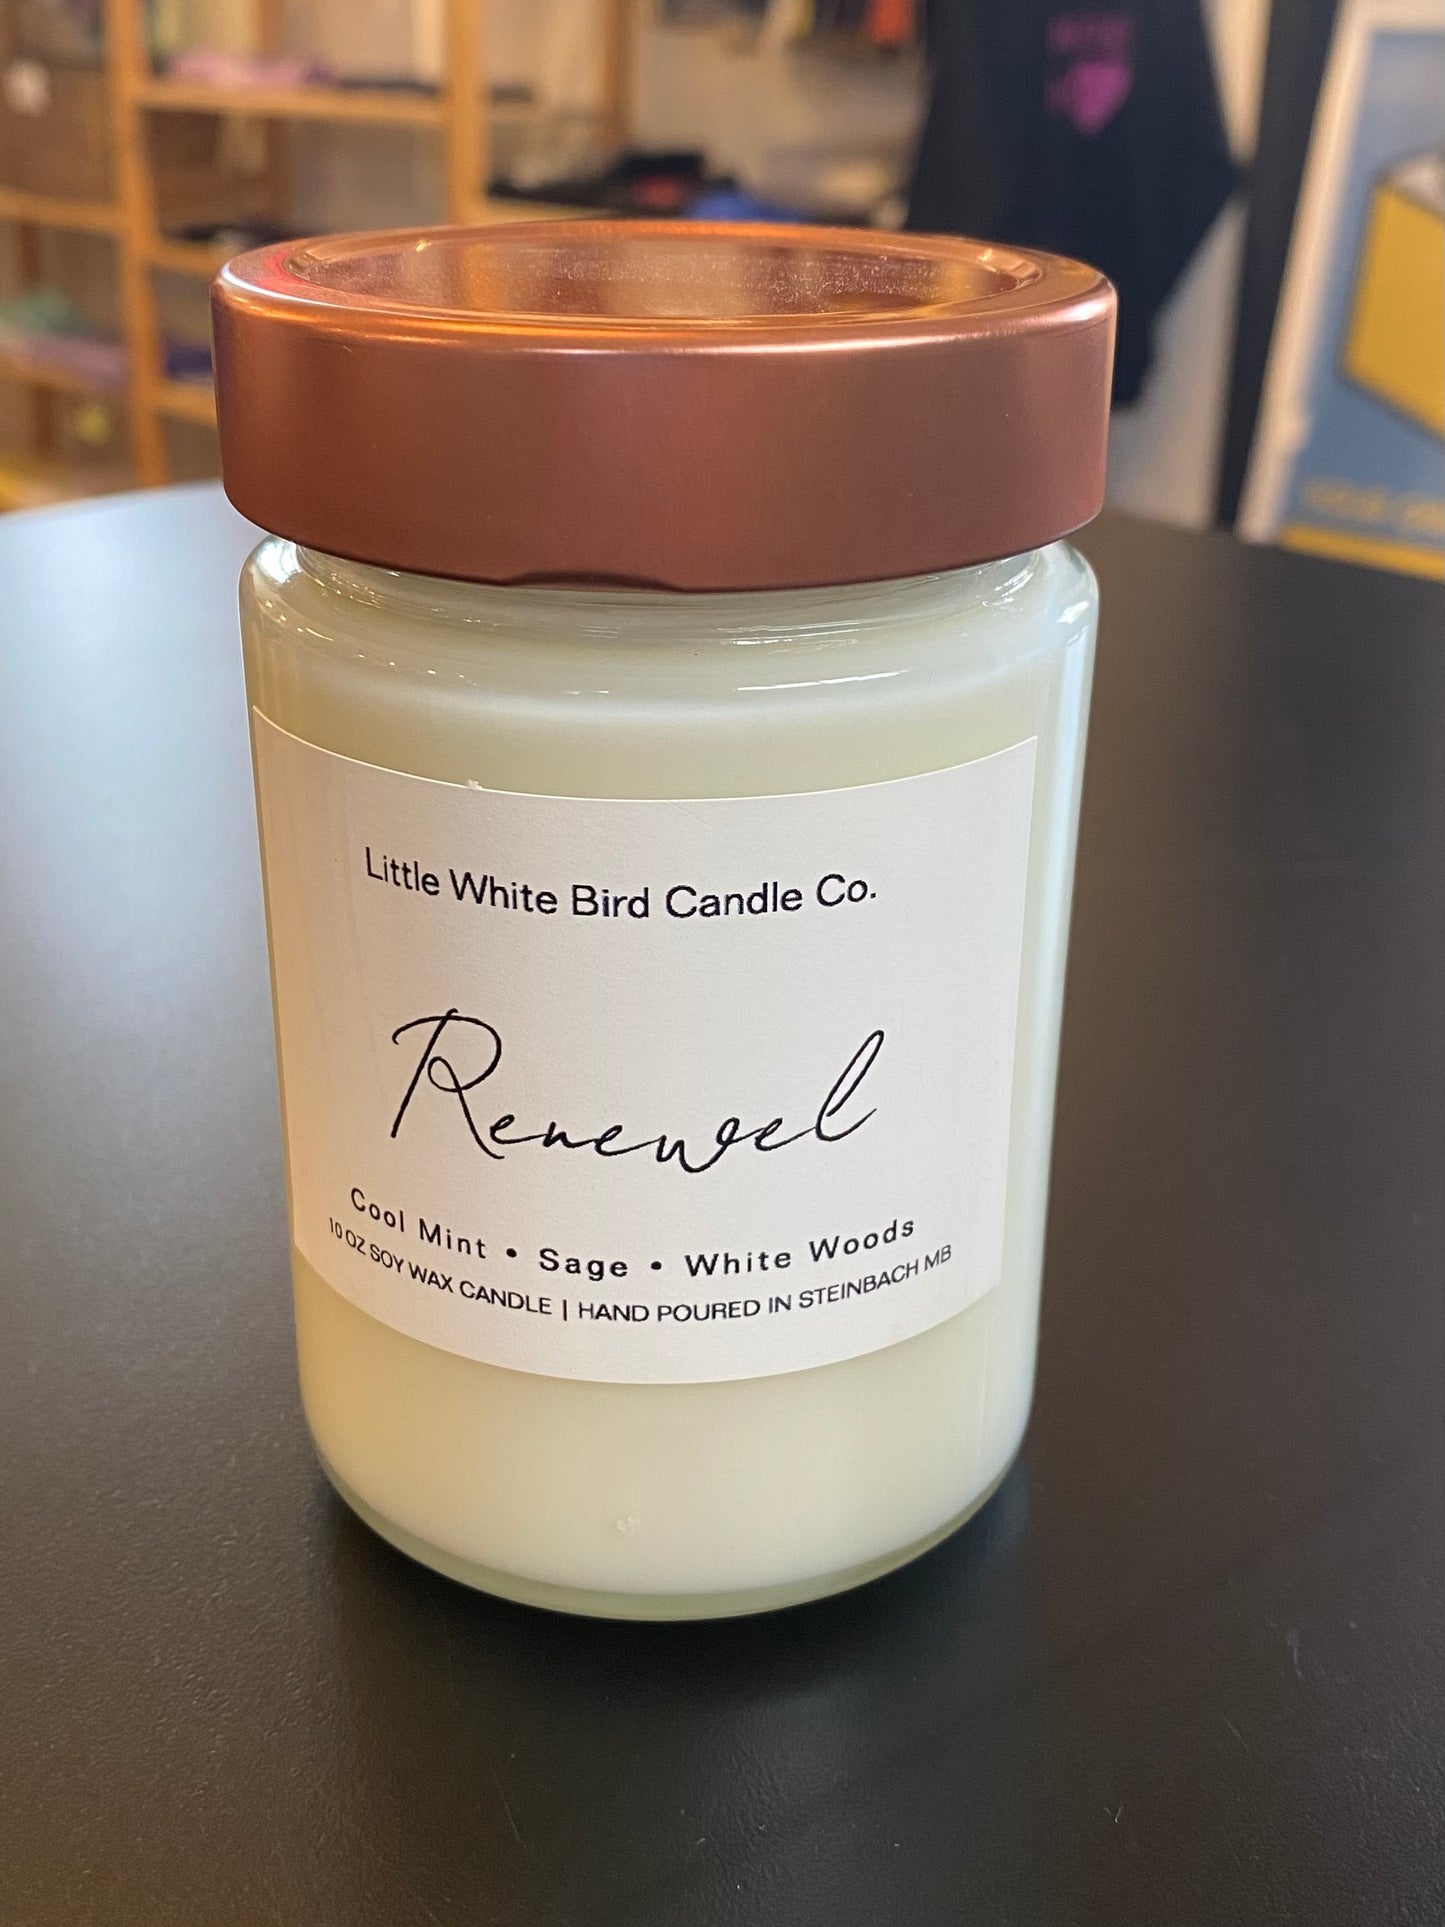 Little White Bird Candle Co.
Renewel
Cool Mint • Sage • White Woods
10 OZ SOY WAX CANDLE | HAND POURED IN STEINBACH MB